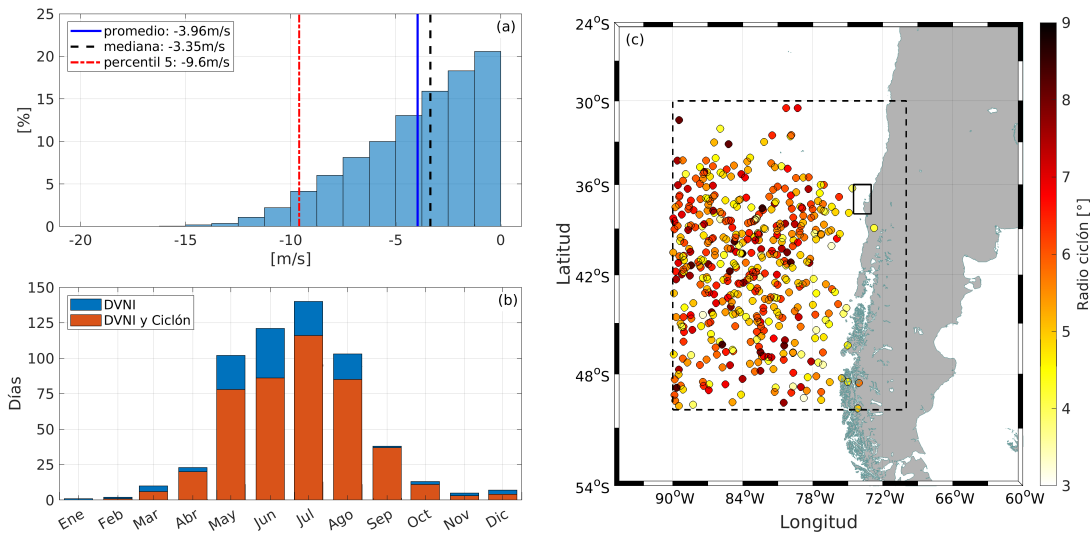 (a)
promedio: -3.96m/s
mediana: -3.35m/s
percentil 5: -9.6m/s
25
20
15
10
5
0
[%]
-20 -15 -10 -5 0
[m/s]
(b)
DVNI
DVNI y Ciclón
150
125
100
75
50
25
0
Días
Ene Feb Mar Abr May Jun Jul Ago Sep Oct Nov Dic
(c)
24°S
30°S
36°S
42°S
48°S
54°S
Latitud
90°W 84°W 78°W 72°W 66°W 60°W
Longitud
9
8
7
6
5
4
3
Radio ciclón [°]